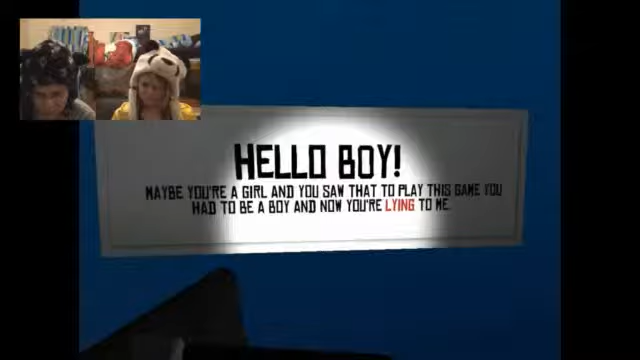 HELLO BOY!
MAYBE YOU'RE A GIRL AND YOU SAW THAT TO PLAY THIS GAME YOU
HAD TO BE A BOY AND NOW YOU'RE LYING TO ME.